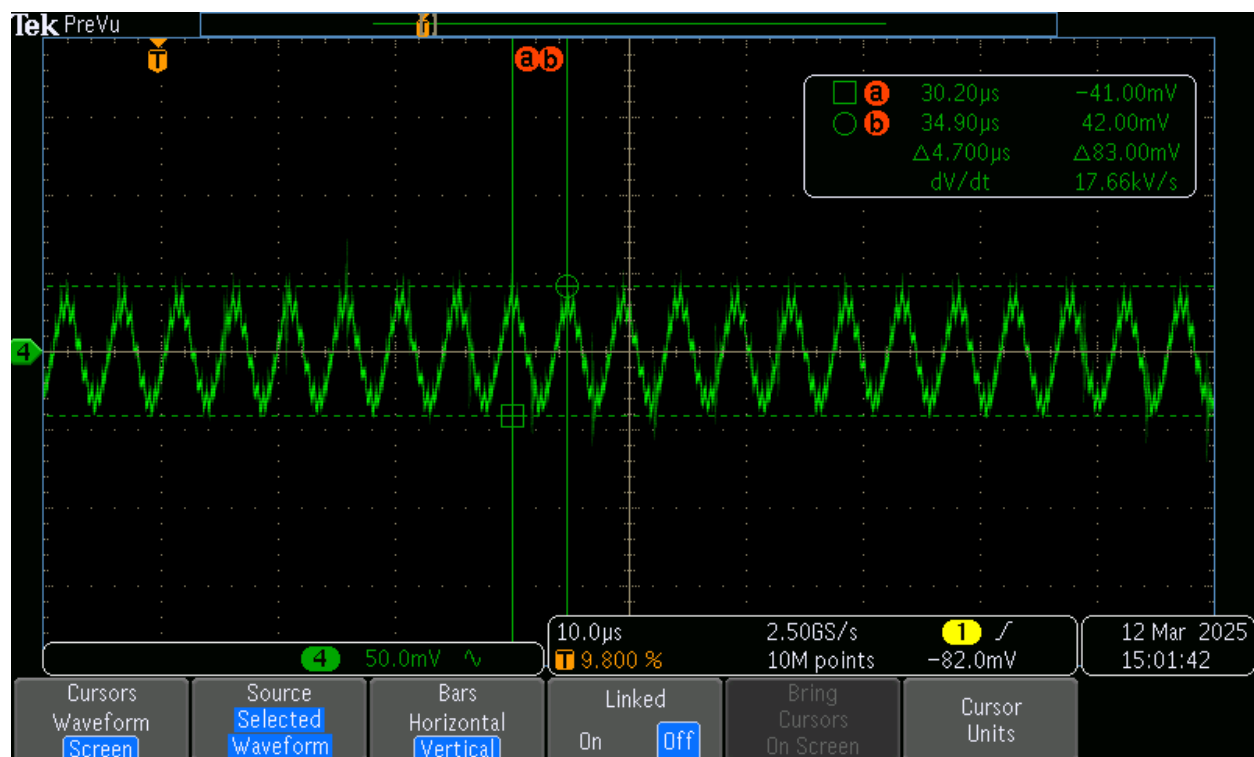 Tek PreVu
T
a b
a 30.20µs −41.00mV
b 34.90µs 42.00mV
△4.700µs △83.00mV
dV/dt 17.66kV/s
4
4 50.0mV ∿
10.0µs 2.50GS/s 1 ∫
T 9.800 % 10M points −82.0mV
12 Mar 2025
15:01:42
Cursors
Waveform
Screen
Source
Selected
Waveform
Bars
Horizontal
Vertical
Linked
On Off
Bring
Cursors
On Screen
Cursor
Units